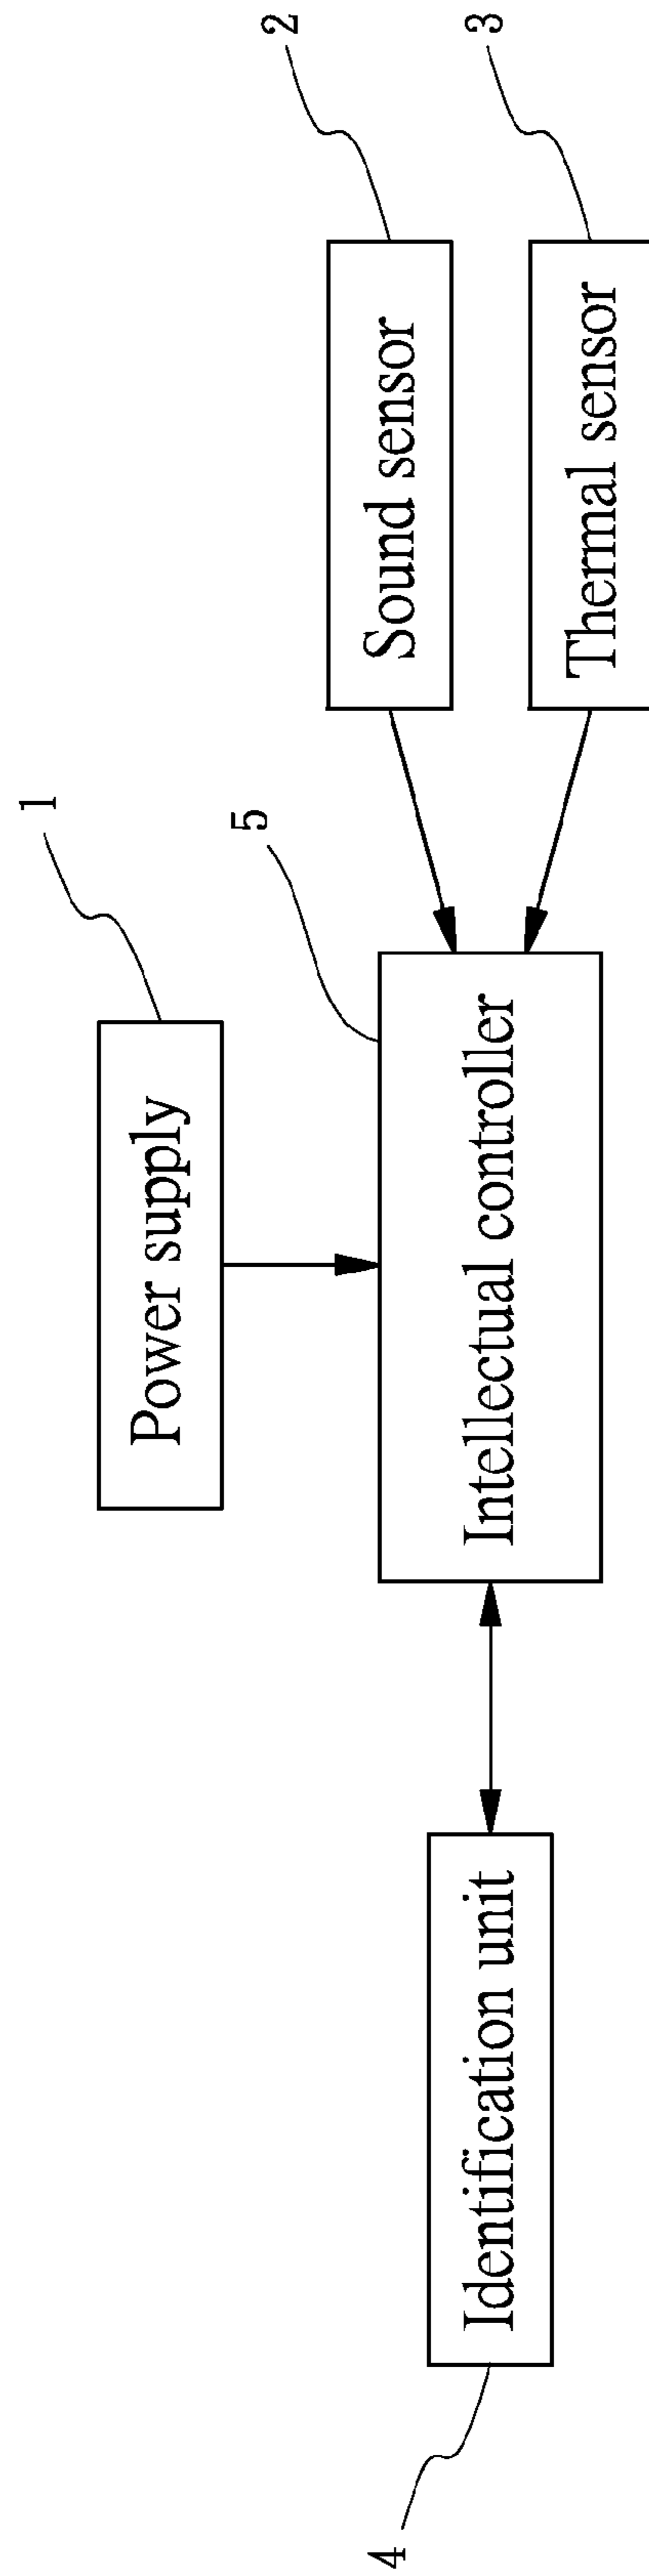 1
Power supply
2
Sound sensor
5
Intellectual controller
3
Thermal sensor
4
Identification unit